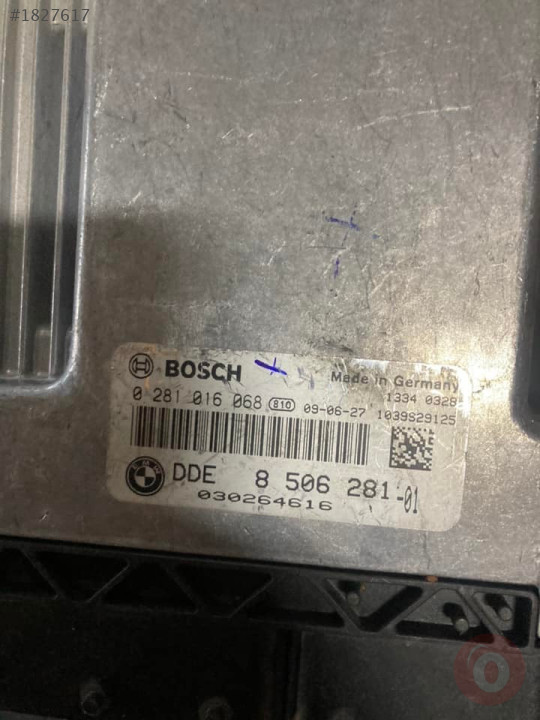 #1827617
BOSCH
Made in Germany
0 281 016 068 810 09-06-27
1334 0328
1039S29125
BMW DDE 8 506 281-01
030264616